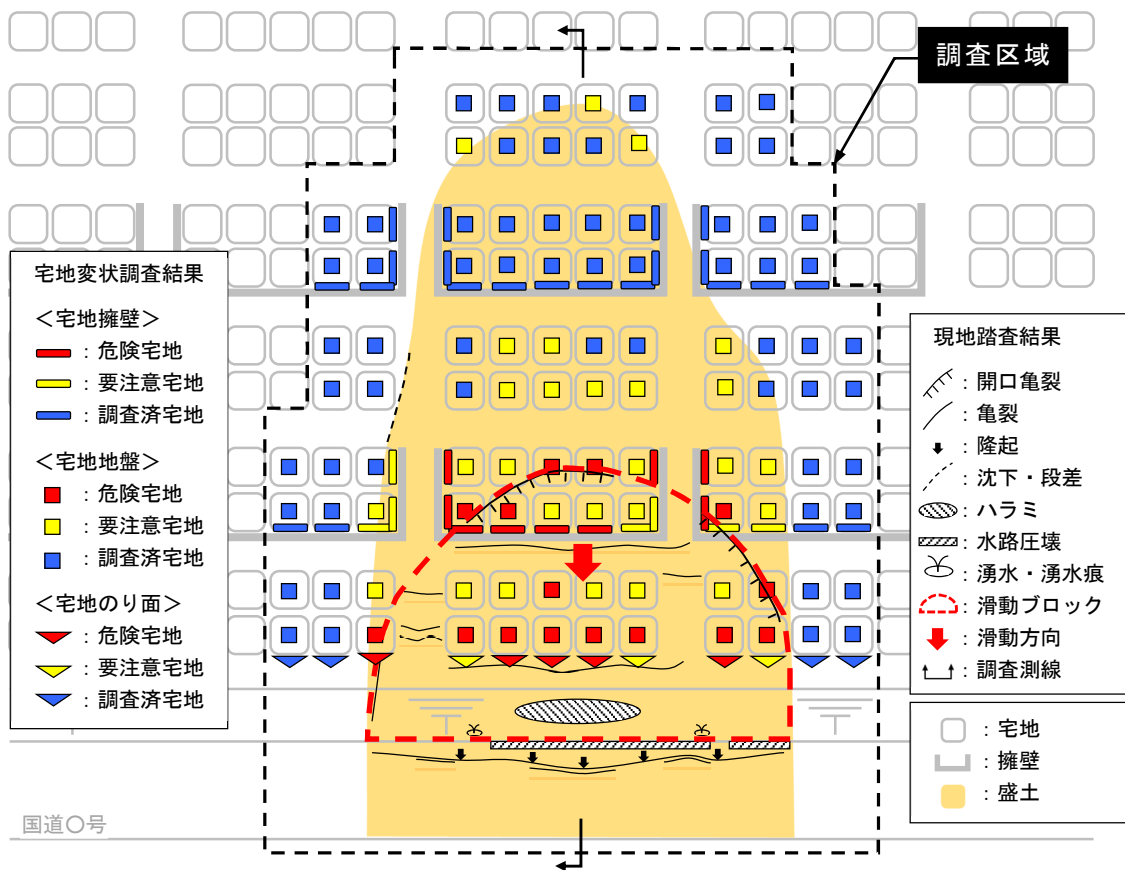 調査区域
宅地変状調査結果
＜宅地擁壁＞
：危険宅地
：要注意宅地
：調査済宅地
＜宅地地盤＞
：危険宅地
：要注意宅地
：調査済宅地
＜宅地のり面＞
：危険宅地
：要注意宅地
：調査済宅地
現地踏査結果
：開口亀裂
：亀裂
：隆起
：沈下・段差
：ハラミ
：水路圧壊
：湧水・湧水痕
：滑動ブロック
：滑動方向
：調査測線
：宅地
：擁壁
：盛土
国道〇号